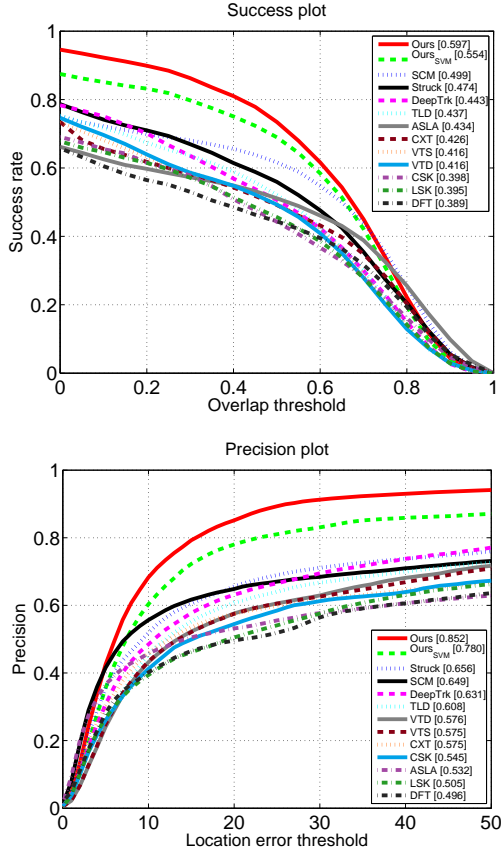 Success plot
1
0.8
0.6
0.4
0.2
0
Success rate
0
0.2
0.4
0.6
0.8
1
Overlap threshold
Ours [0.597]
Ours SVM [0.554]
SCM [0.499]
Struck [0.474]
DeepTrk [0.443]
TLD [0.437]
ASLA [0.434]
CXT [0.426]
VTS [0.416]
VTD [0.416]
CSK [0.398]
LSK [0.395]
DFT [0.389]
Precision plot
1
0.8
0.6
0.4
0.2
0
Precision
0
10
20
30
40
50
Location error threshold
Ours [0.852]
Ours SVM [0.780]
Struck [0.656]
SCM [0.649]
DeepTrk [0.631]
TLD [0.608]
VTD [0.576]
VTS [0.575]
CXT [0.575]
CSK [0.545]
ASLA [0.532]
LSK [0.505]
DFT [0.496]